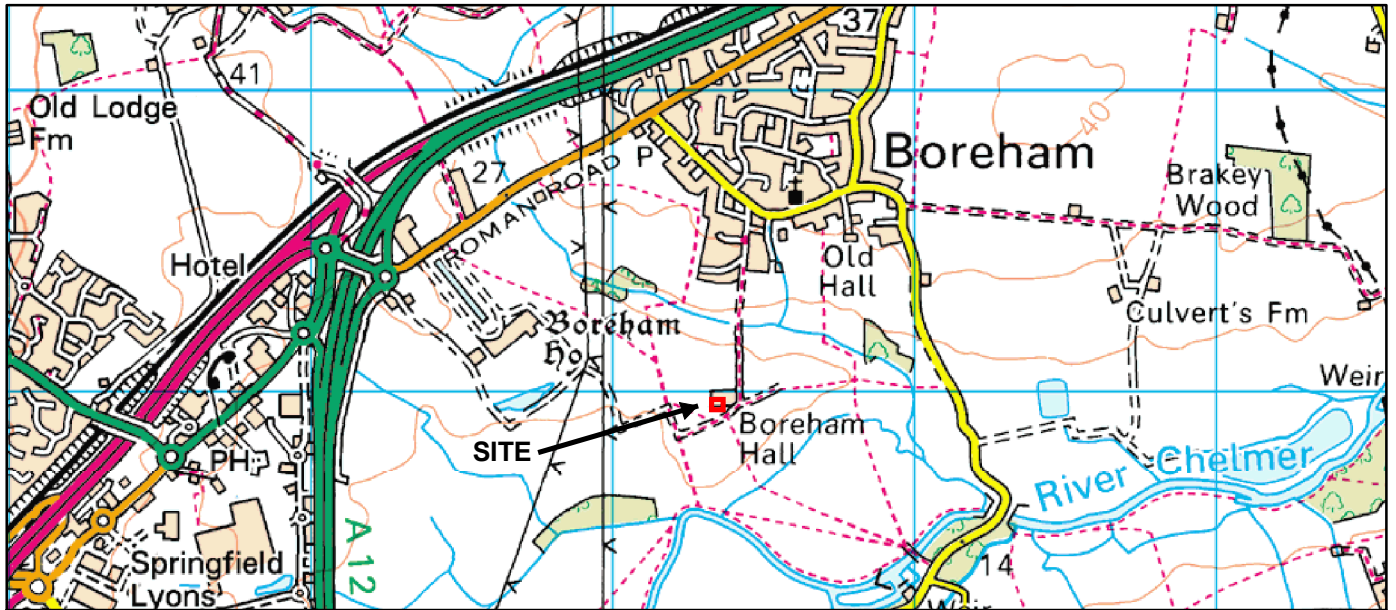 37
41
Old Lodge
Fm
27
ROMAN ROAD
P
Boreham
40
Brakey
Wood
Hotel
Old
Hall
Boreham
Ho
Culvert's Fm
Weir
SITE
Boreham
Hall
PH
River Chelmer
A 12
Springfield
Lyons
14
Weir